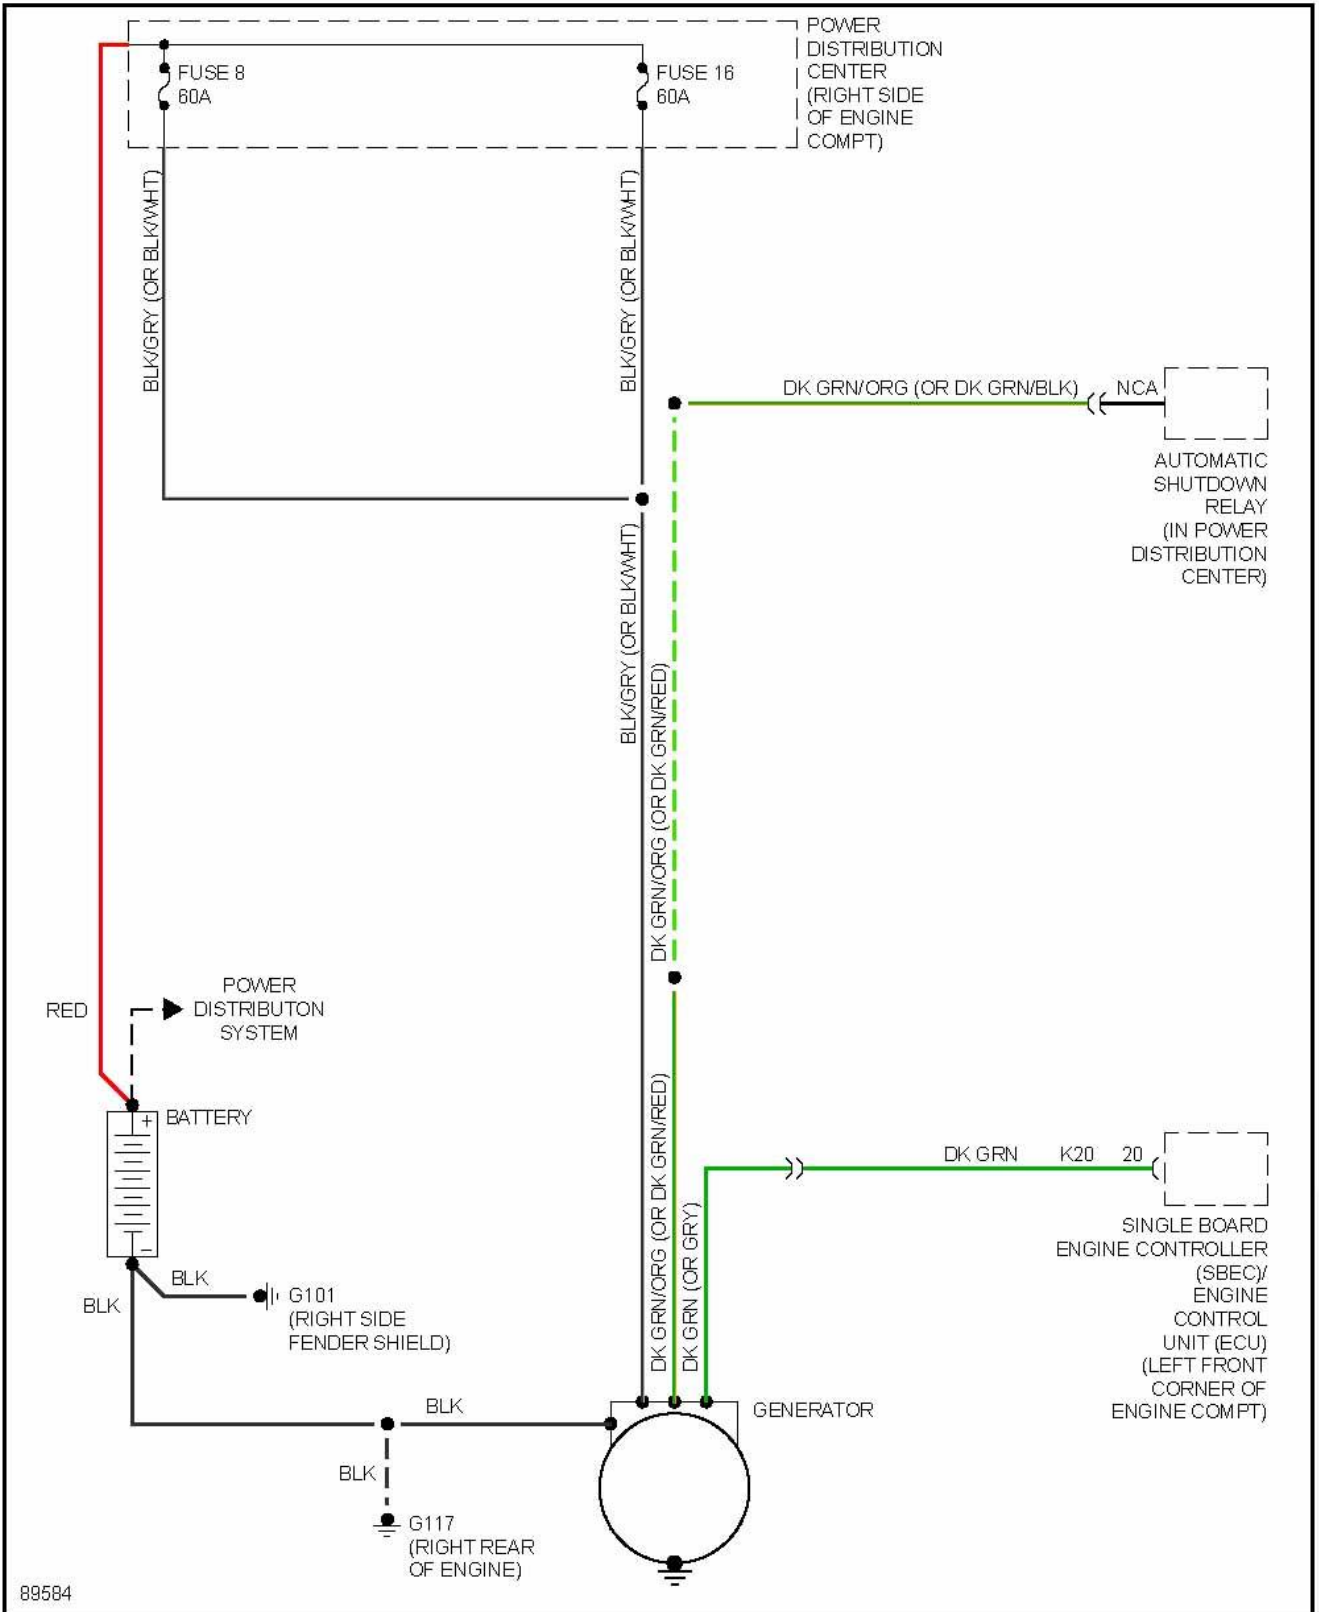 POWER
DISTRIBUTION
CENTER
(RIGHT SIDE
OF ENGINE
COMPT)
FUSE 8
60A
FUSE 16
60A
BLK/GRY (OR BLK/WHT)
BLK/GRY (OR BLK/WHT)
DK GRN/ORG (OR DK GRN/BLK)
NCA
AUTOMATIC
SHUTDOWN
RELAY
(IN POWER
DISTRIBUTION
CENTER)
BLK/GRY (OR BLK/WHT)
DK GRN/ORG (OR DK GRN/RED)
RED
POWER
DISTRIBUTON
SYSTEM
+
BATTERY
-
DK GRN/ORG (OR DK GRN/RED)
DK GRN (OR GRY)
DK GRN
K20
20
SINGLE BOARD
ENGINE CONTROLLER
(SBEC)/
ENGINE
CONTROL
UNIT (ECU)
(LEFT FRONT
CORNER OF
ENGINE COMPT)
BLK
BLK
G101
(RIGHT SIDE
FENDER SHIELD)
BLK
GENERATOR
BLK
G117
(RIGHT REAR
OF ENGINE)
89584